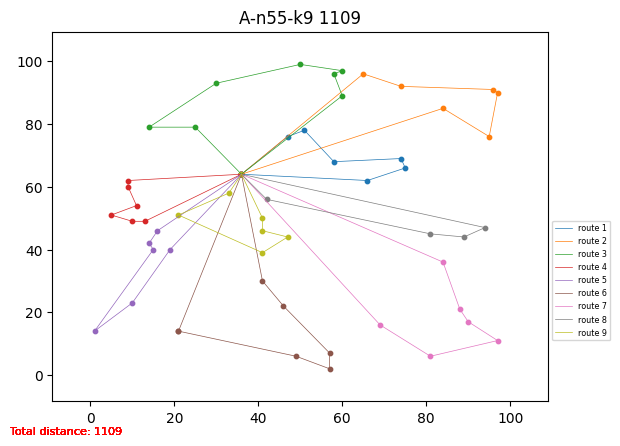 A-n55-k9 1109
100
80
60
40
20
0
0 20 40 60 80 100
route 1
route 2
route 3
route 4
route 5
route 6
route 7
route 8
route 9
Total distance: 1109